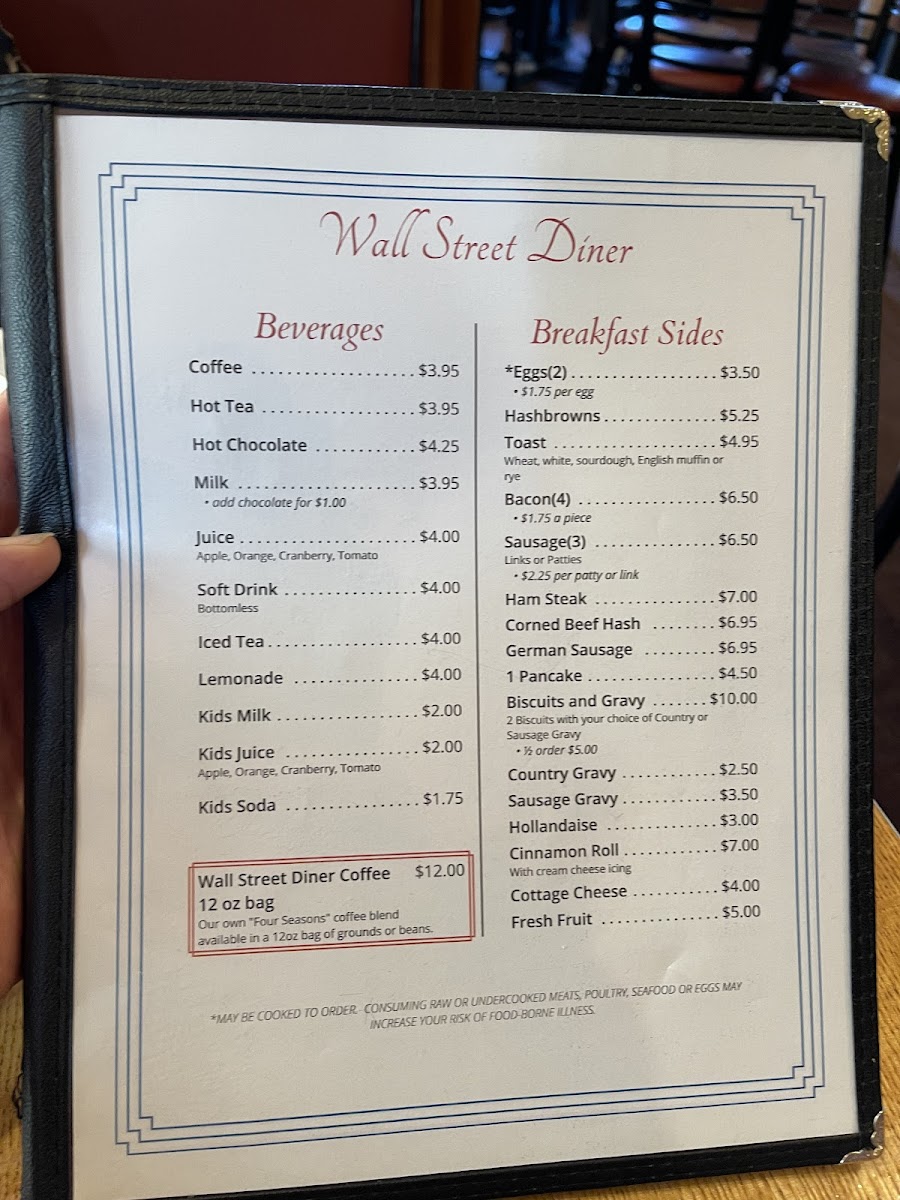 Wall Street Diner
Beverages
Coffee .................... $3.95
Hot Tea ................... $3.95
Hot Chocolate ............ $4.25
Milk ...................... $3.95
• add chocolate for $1.00
Juice ...................... $4.00
Apple, Orange, Cranberry, Tomato
Soft Drink ................ $4.00
Bottomless
Iced Tea .................. $4.00
Lemonade ............... $4.00
Kids Milk ................. $2.00
Kids Juice ................ $2.00
Apple, Orange, Cranberry, Tomato
Kids Soda ................ $1.75
Wall Street Diner Coffee $12.00
12 oz bag
Our own "Four Seasons" coffee blend
available in a 12oz bag of grounds or beans.
Breakfast Sides
*Eggs(2) .................. $3.50
• $1.75 per egg
Hashbrowns .............. $5.25
Toast .................... $4.95
Wheat, white, sourdough, English muffin or
rye
Bacon(4) ................. $6.50
• $1.75 a piece
Sausage(3) ............... $6.50
Links or Patties
• $2.25 per patty or link
Ham Steak ............... $7.00
Corned Beef Hash ........ $6.95
German Sausage ......... $6.95
1 Pancake ................ $4.50
Biscuits and Gravy ....... $10.00
2 Biscuits with your choice of Country or
Sausage Gravy
• ½ order $5.00
Country Gravy ............ $2.50
Sausage Gravy ............ $3.50
Hollandaise .............. $3.00
Cinnamon Roll ............ $7.00
With cream cheese icing
Cottage Cheese ........... $4.00
Fresh Fruit ............... $5.00
*MAY BE COOKED TO ORDER. CONSUMING RAW OR UNDERCOOKED MEATS, POULTRY, SEAFOOD OR EGGS MAY
INCREASE YOUR RISK OF FOOD-BORNE ILLNESS.